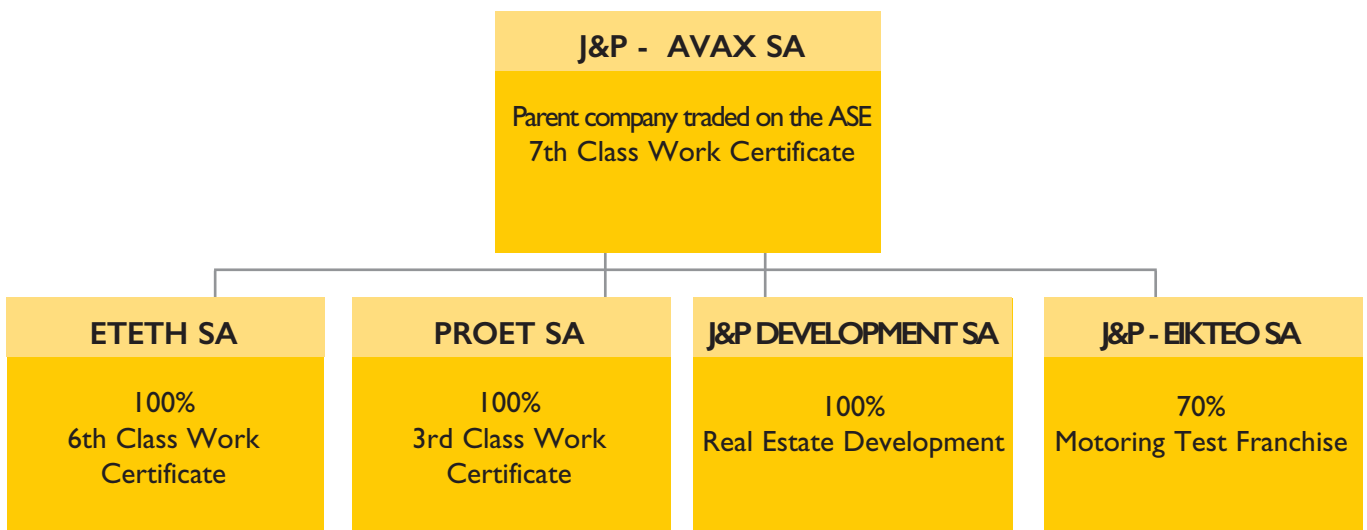 J&P - AVAX SA
Parent company traded on the ASE
7th Class Work Certificate
ETETH SA
100%
6th Class Work
Certificate
PROET SA
100%
3rd Class Work
Certificate
J&P DEVELOPMENT SA
100%
Real Estate Development
J&P - EIKTEO SA
70%
Motoring Test Franchise